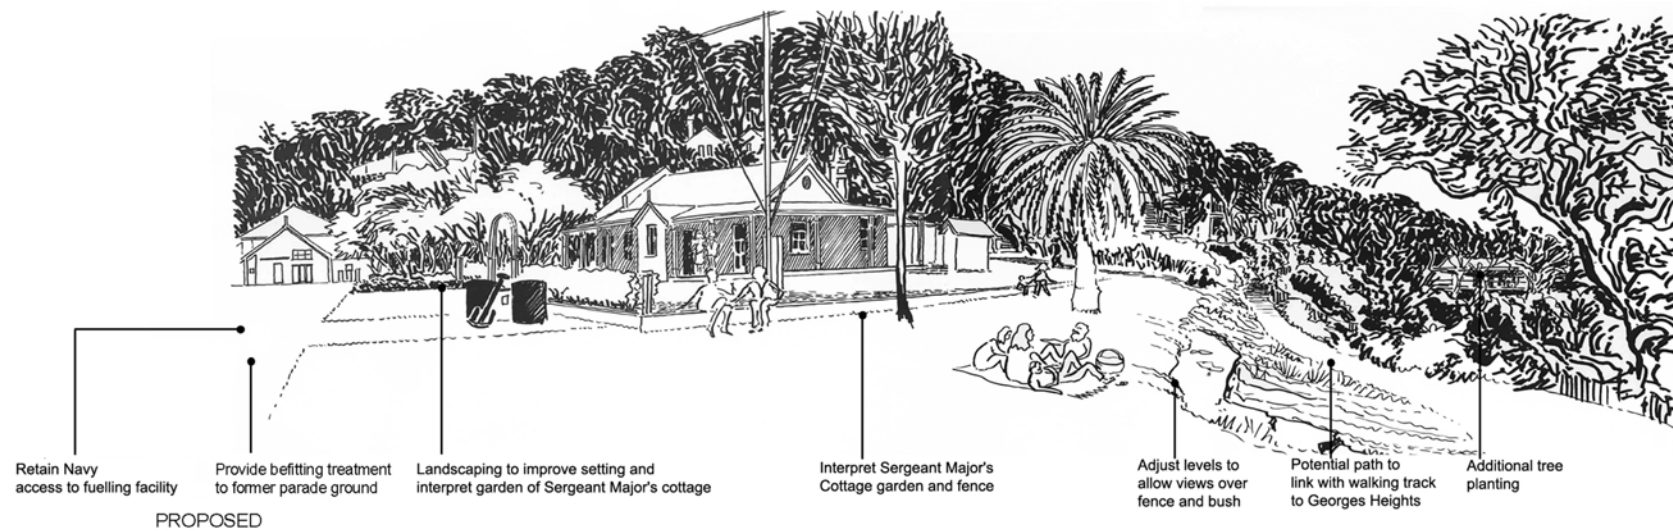 Retain Navy
access to fuelling facility
Provide befitting treatment
to former parade ground
Landscaping to improve setting and
interpret garden of Sergeant Major's cottage
Interpret Sergeant Major's
Cottage garden and fence
Adjust levels to
allow views over
fence and bush
Potential path to
link with walking track
to Georges Heights
Additional tree
planting
PROPOSED